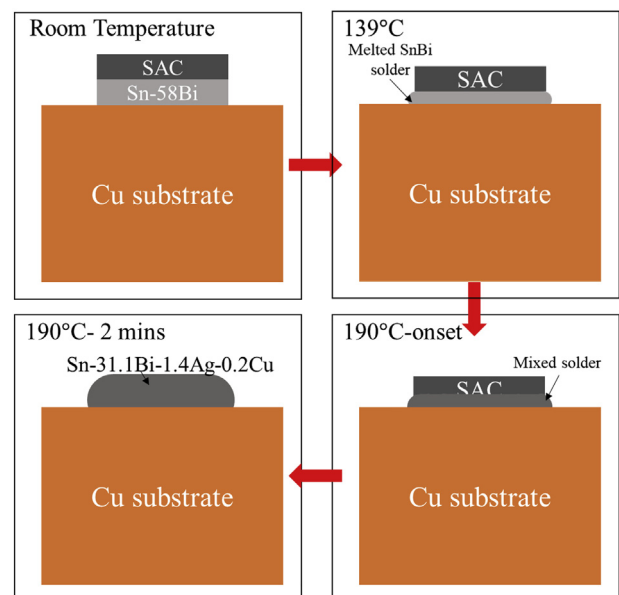 Room Temperature
SAC
Sn-58Bi
Cu substrate
139°C
Melted SnBi
solder
SAC
Cu substrate
190°C- 2 mins
Sn-31.1Bi-1.4Ag-0.2Cu
Cu substrate
190°C-onset
Mixed solder
SAC
Cu substrate